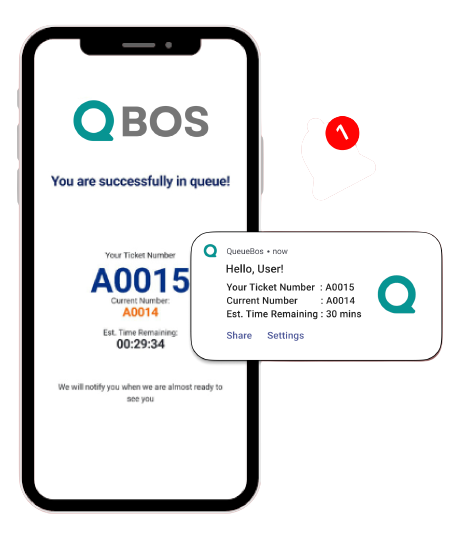 QBOS
You are successfully in queue!
Your Ticket Number
A0015
Current Number:
A0014
Est. Time Remaining:
00:29:34
We will notify you when we are almost ready to
see you
1
QueueBos • now
Hello, User!
Your Ticket Number : A0015
Current Number : A0014
Est. Time Remaining : 30 mins
Share Settings